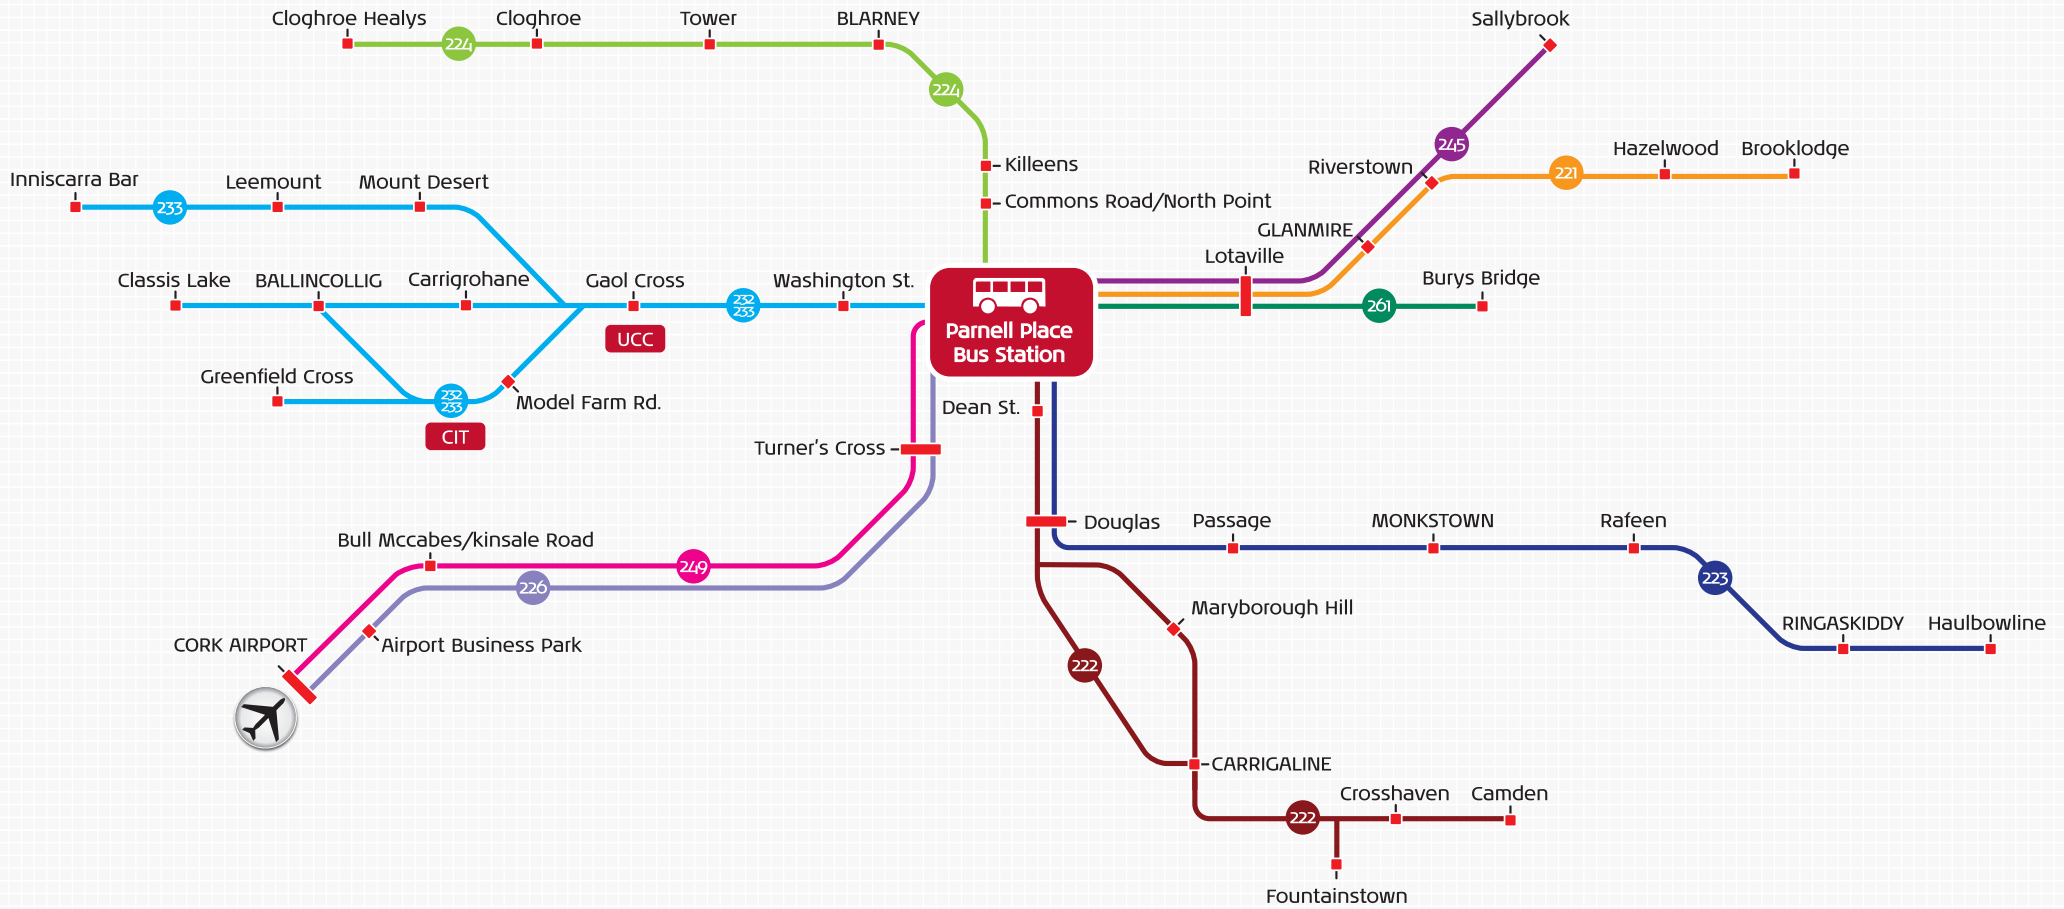 Cloghroe Healys
Cloghroe
Tower
BLARNEY
Sallybrook
224
224
245
Hazelwood
Brooklodge
Killeens
Riverstown
221
Inniscarra Bar
Leemount
Mount Desert
Commons Road/North Point
233
GLANMIRE
Lotaville
Classis Lake
BALLINCOLLIG
Carrigrohane
Gaol Cross
Washington St.
Burys Bridge
232
233
261
UCC
Parnell Place
Bus Station
Greenfield Cross
232
233
Model Farm Rd.
Dean St.
CIT
Turner's Cross
Douglas
Passage
MONKSTOWN
Rafeen
Bull Mccabes/kinsale Road
249
226
223
Maryborough Hill
RINGASKIDDY
Haulbowline
CORK AIRPORT
Airport Business Park
222
CARRIGALINE
Crosshaven
Camden
222
Fountainstown